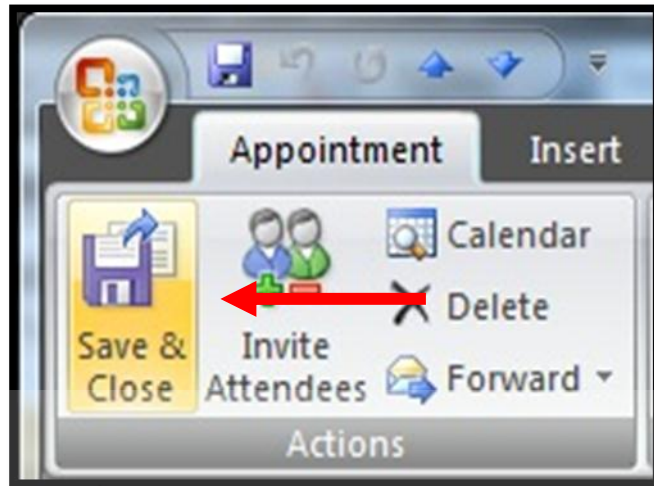 Appointment Insert
Calendar
Delete
Save & Close
Invite Attendees
Forward
Actions